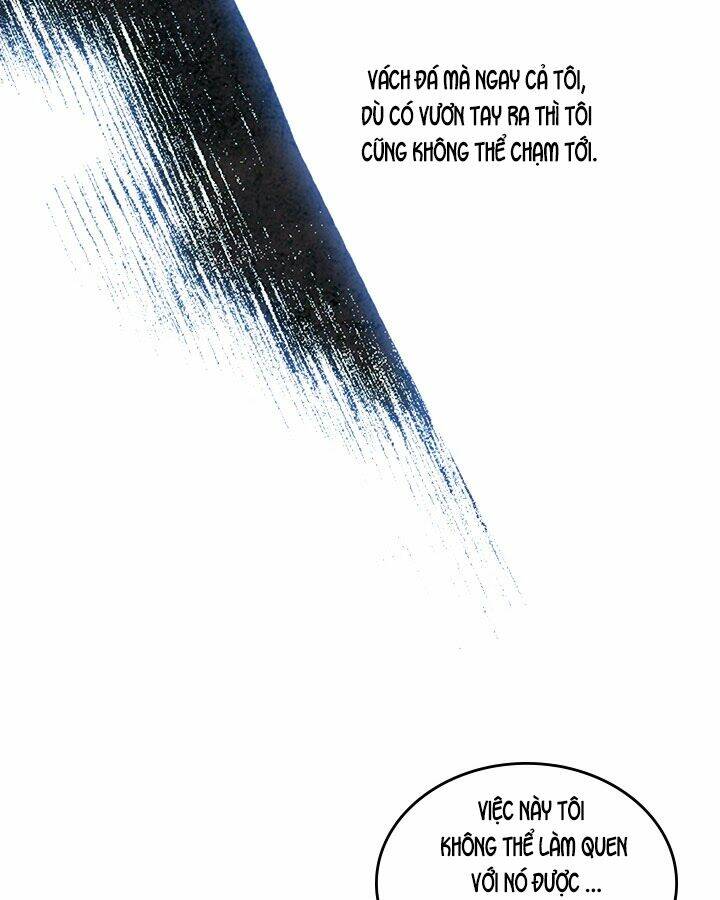 VÁCH ĐÁ MÀ NGAY CẢ TÔI,
DÙ CÓ VƯƠN TAY RA THÌ TÔI
CŨNG KHÔNG THỂ CHẠM TỚI.
VIỆC NÀY TÔI
KHÔNG THỂ LÀM QUEN
VỚI NÓ ĐƯỢC ...